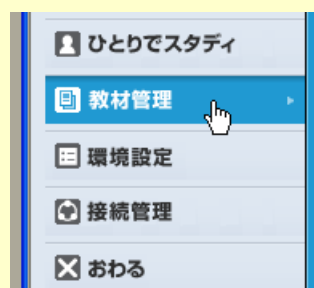 ひとりでスタディ
教材管理
環境設定
接続管理
おわる